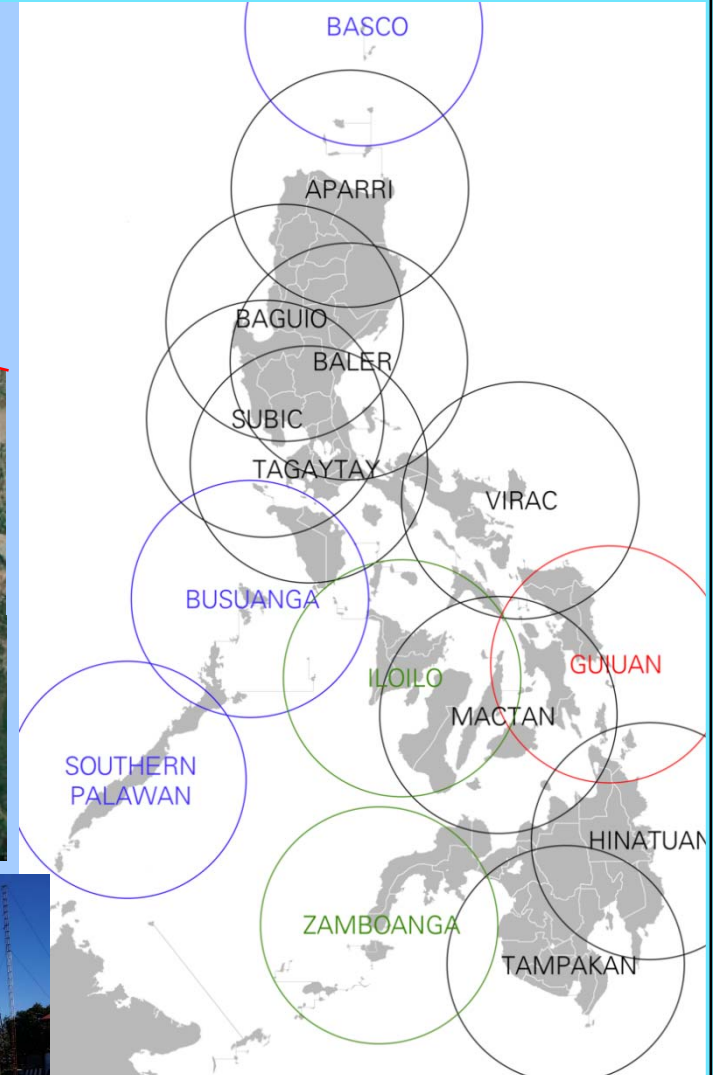 BASCO
APARRI
BAGUIO
BALER
SUBIC
TAGAYTAY
VIRAC
BUSUANGA
ILOILO
GUIUAN
MACTAN
SOUTHERN
PALAWAN
HINATUAN
ZAMBOANGA
TAMPAKAN